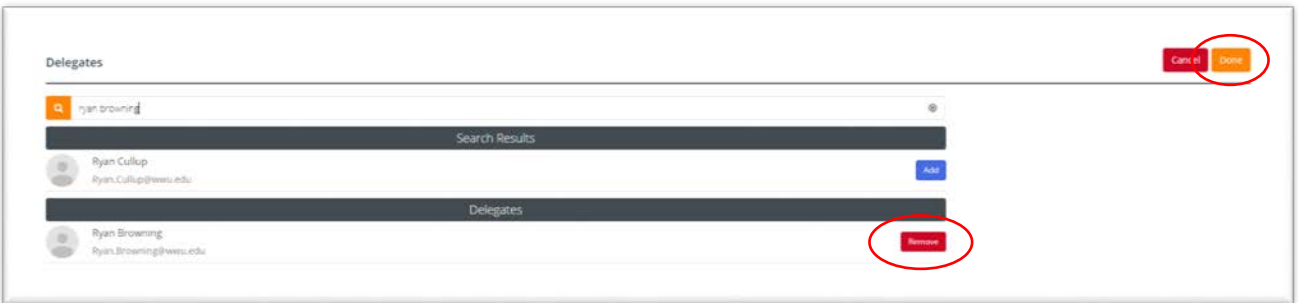 Delegates
Cancel Done
ryan browning
Search Results
Ryan Cullup
Add
Ryan.Cullup@wwu.edu
Delegates
Ryan Browning
Remove
Ryan.Browning@wwu.edu